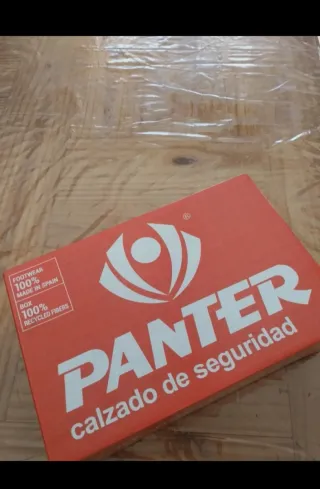 FOOTWEAR
100%
MADE IN SPAIN
BOX
100%
RECYCLED FIBERS
®
PANTER
calzado de seguridad